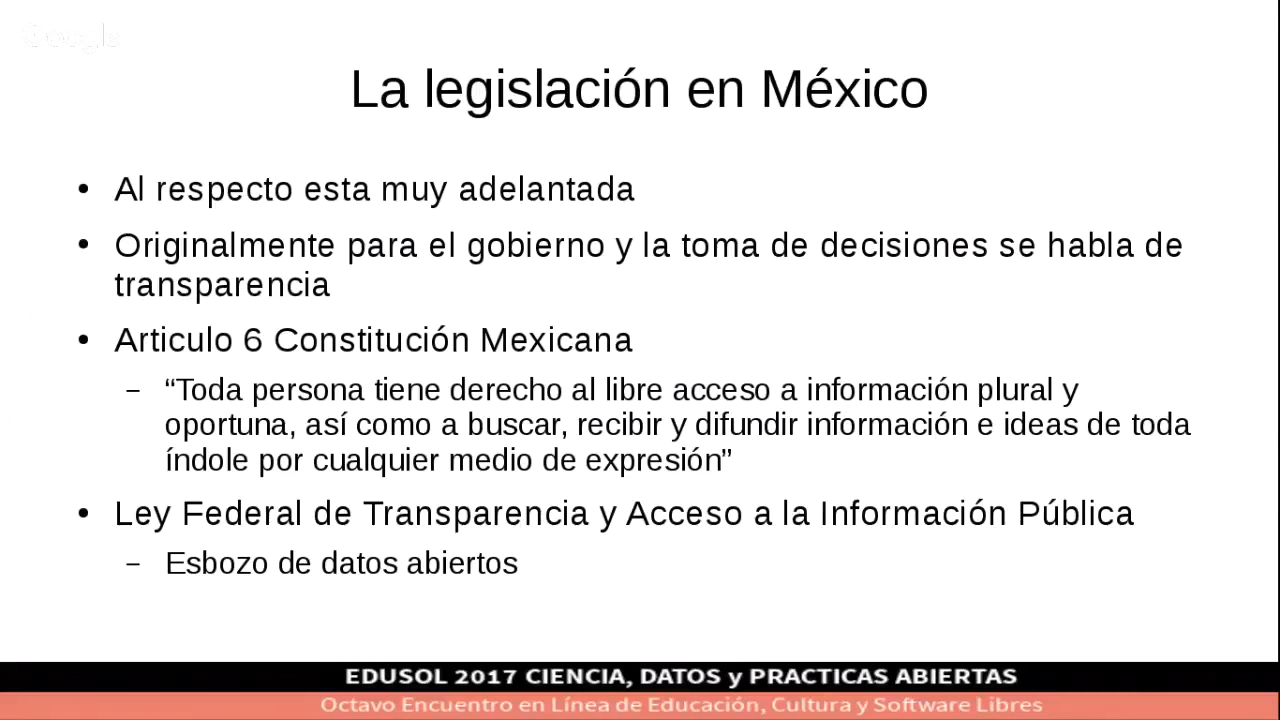 La legislación en México
• Al respecto esta muy adelantada
• Originalmente para el gobierno y la toma de decisiones se habla de
transparencia
• Articulo 6 Constitución Mexicana
– “Toda persona tiene derecho al libre acceso a información plural y
oportuna, así como a buscar, recibir y difundir información e ideas de toda
índole por cualquier medio de expresión”
• Ley Federal de Transparencia y Acceso a la Información Pública
– Esbozo de datos abiertos
EDUSOL 2017 CIENCIA, DATOS y PRACTICAS ABIERTAS
Octavo Encuentro en Línea de Educación, Cultura y Software Libres